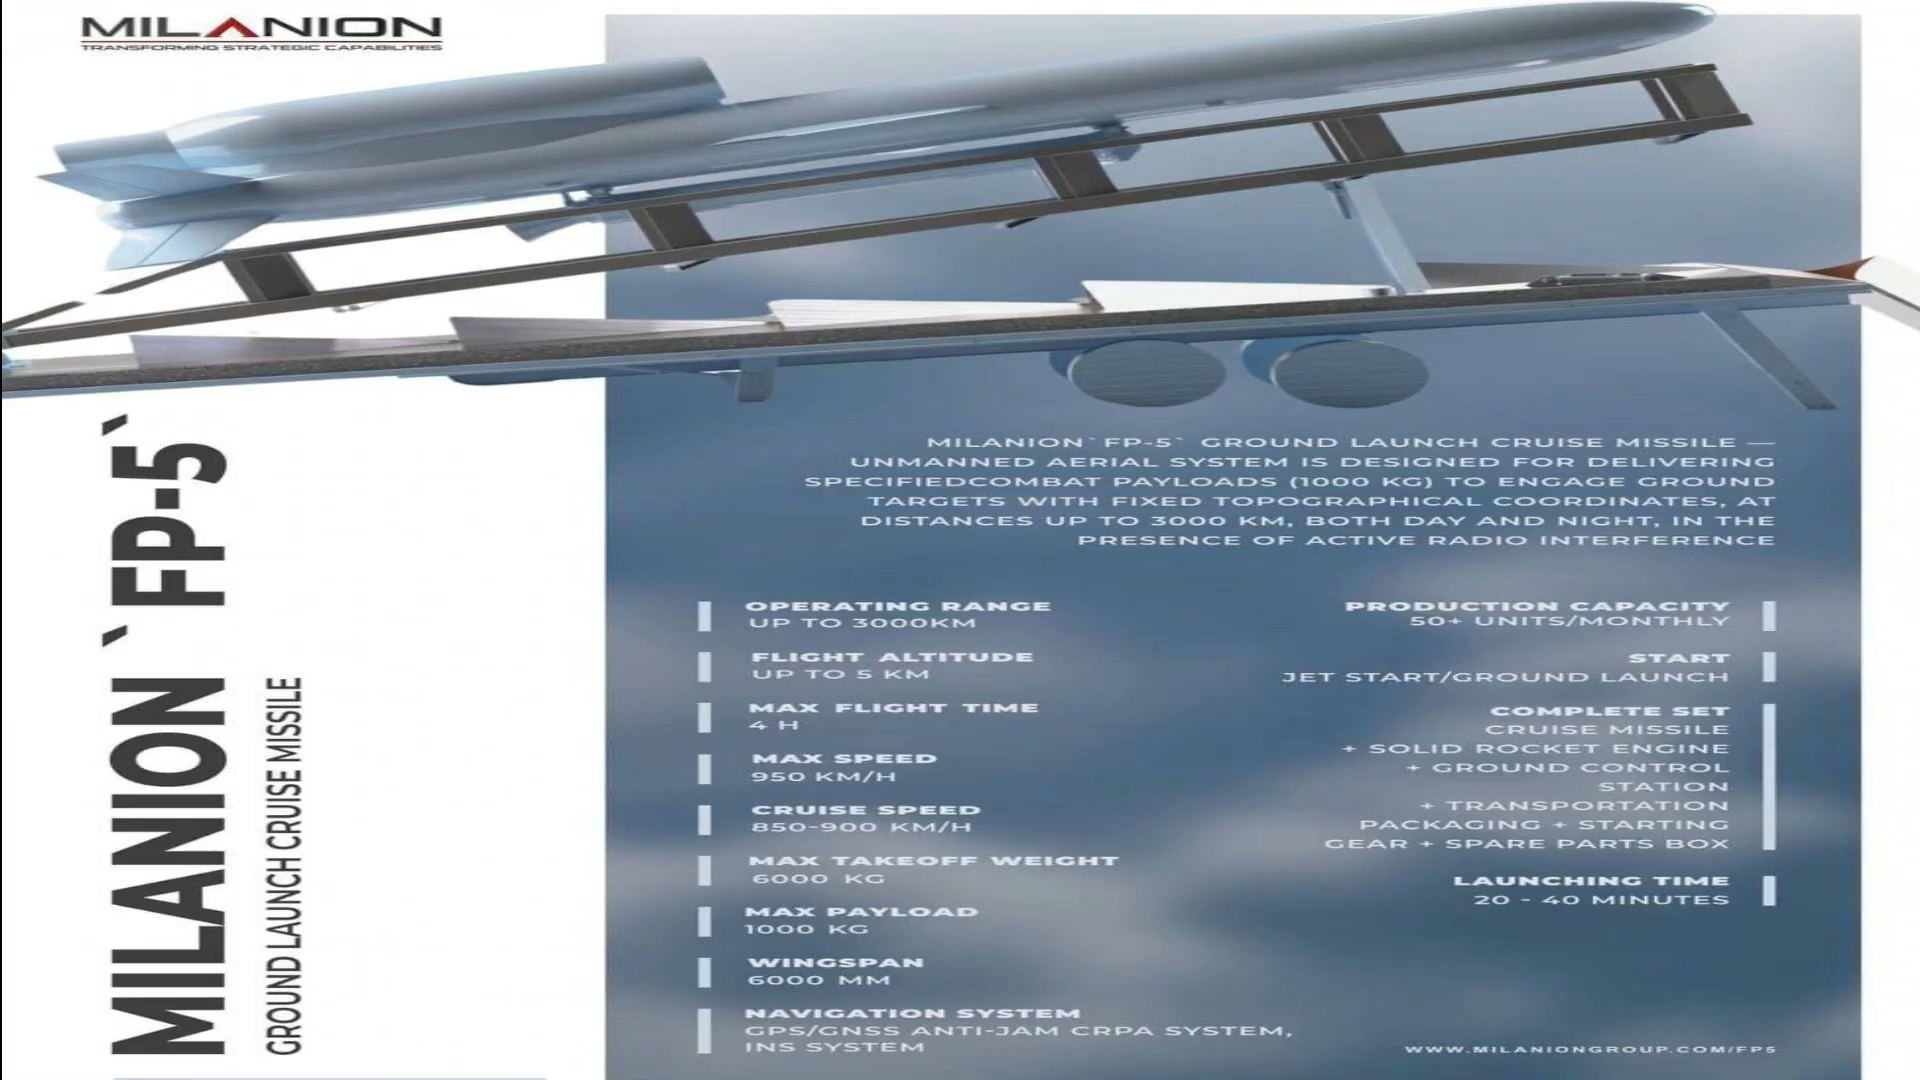 MILANION
TRANSFORMING STRATEGIC CAPABILITIES
MILANION `FP-5`
GROUND LAUNCH CRUISE MISSILE
MILANION`FP-5` GROUND LAUNCH CRUISE MISSILE —
UNMANNED AERIAL SYSTEM IS DESIGNED FOR DELIVERING
SPECIFIEDCOMBAT PAYLOADS (1000 KG) TO ENGAGE GROUND
TARGETS WITH FIXED TOPOGRAPHICAL COORDINATES, AT
DISTANCES UP TO 3000 KM, BOTH DAY AND NIGHT, IN THE
PRESENCE OF ACTIVE RADIO INTERFERENCE
OPERATING RANGE
UP TO 3000KM
FLIGHT ALTITUDE
UP TO 5 KM
MAX FLIGHT TIME
4 H
MAX SPEED
950 KM/H
CRUISE SPEED
850-900 KM/H
MAX TAKEOFF WEIGHT
6000 KG
MAX PAYLOAD
1000 KG
WINGSPAN
6000 MM
NAVIGATION SYSTEM
GPS/GNSS ANTI-JAM CRPA SYSTEM,
INS SYSTEM
PRODUCTION CAPACITY
50+ UNITS/MONTHLY
START
JET START/GROUND LAUNCH
COMPLETE SET
CRUISE MISSILE
+ SOLID ROCKET ENGINE
+ GROUND CONTROL
STATION
+ TRANSPORTATION
PACKAGING + STARTING
GEAR + SPARE PARTS BOX
LAUNCHING TIME
20 - 40 MINUTES
WWW.MILANIONGROUP.COM/FP5